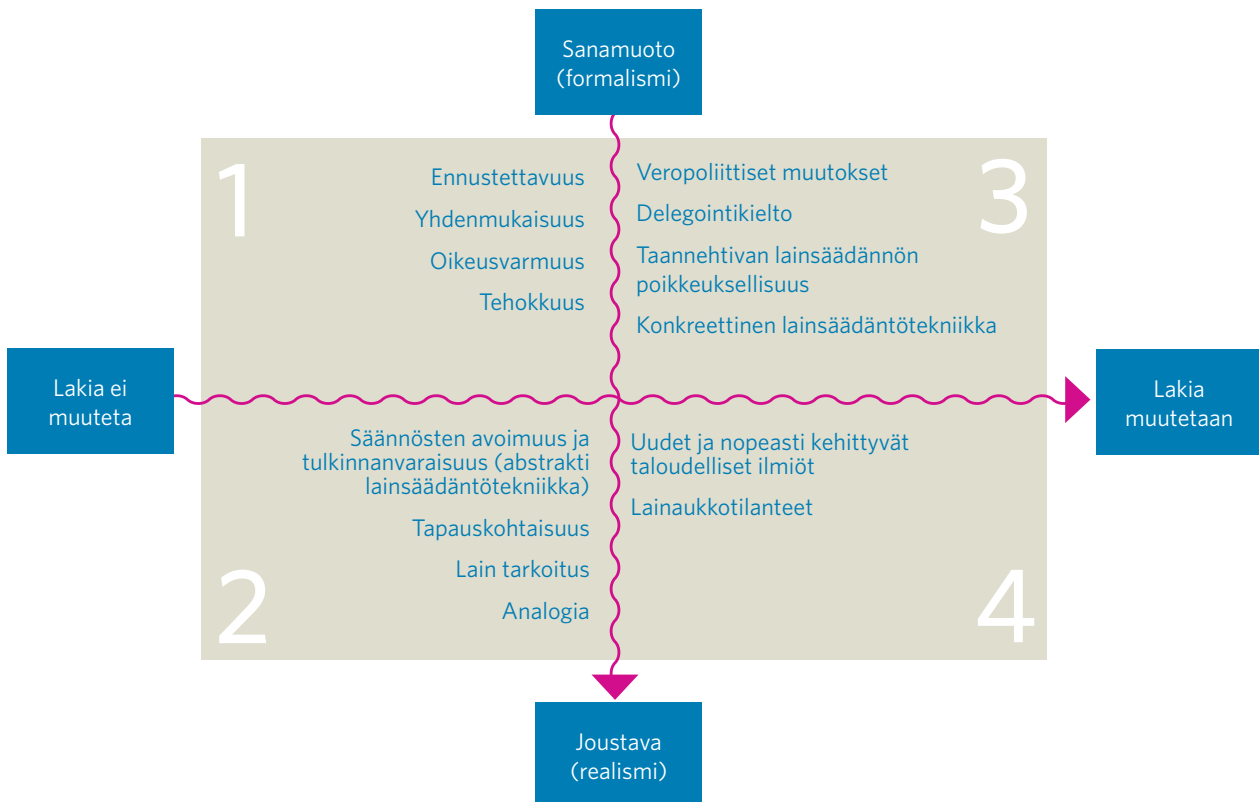 Sanamuoto
(formalismi)
1
Ennustettavuus
Yhdenmukaisuus
Oikeusvarmuus
Tehokkuus
3
Veropoliittiset muutokset
Delegointikielto
Taannehtivan lainsäädännön
poikkeuksellisuus
Konkreettinen lainsäädäntötekniikka
Lakia ei
muuteta
Lakia
muutetaan
2
Säännösten avoimuus ja
tulkinnanvaraisuus (abstrakti
lainsäädäntötekniikka)
Tapauskohtaisuus
Lain tarkoitus
Analogia
4
Uudet ja nopeasti kehittyvät
taloudelliset ilmiöt
Lainaukkotilanteet
Joustava
(realismi)